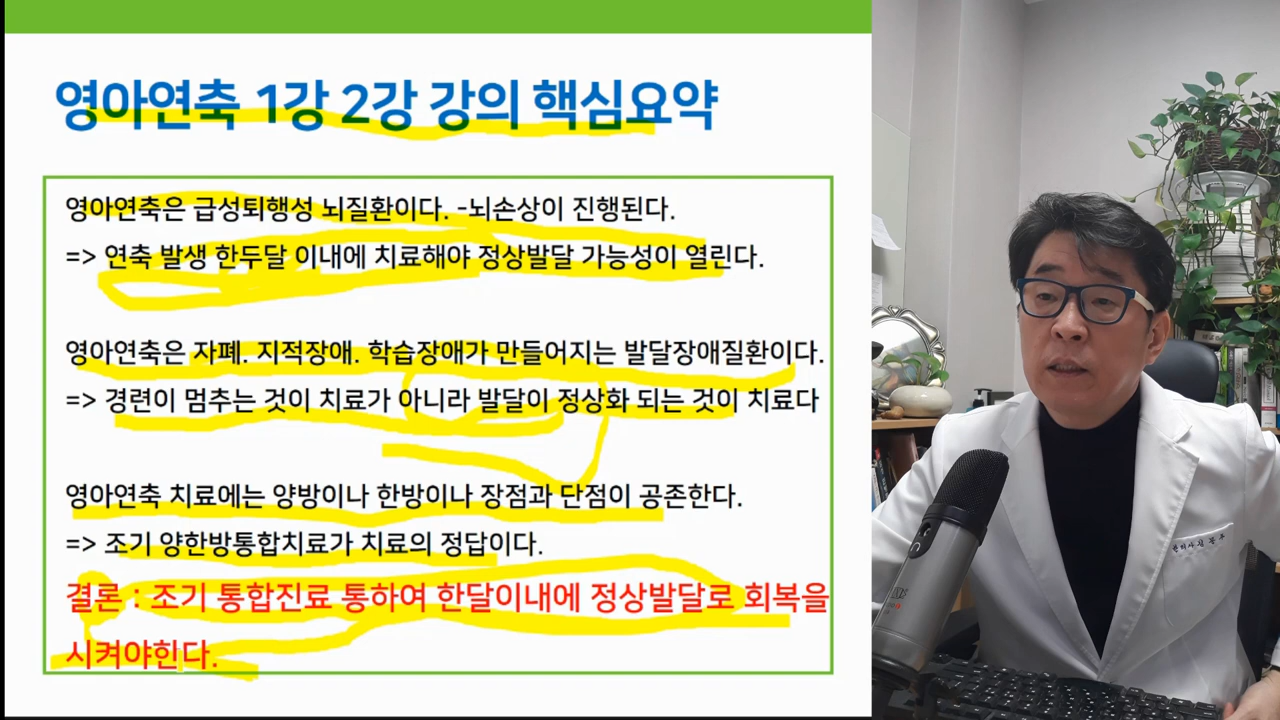 영아연축 1강 2강 강의 핵심요약
영아연축은 급성퇴행성 뇌질환이다. -뇌손상이 진행된다.
=> 연축 발생 한두달 이내에 치료해야 정상발달 가능성이 열린다.
영아연축은 자폐. 지적장애. 학습장애가 만들어지는 발달장애질환이다.
=> 경련이 멈추는 것이 치료가 아니라 발달이 정상화 되는 것이 치료다
영아연축 치료에는 양방이나 한방이나 장점과 단점이 공존한다.
=> 조기 양한방통합치료가 치료의 정답이다.
결론 : 조기 통합진료 통하여 한달이내에 정상발달로 회복을
시켜야힌다.